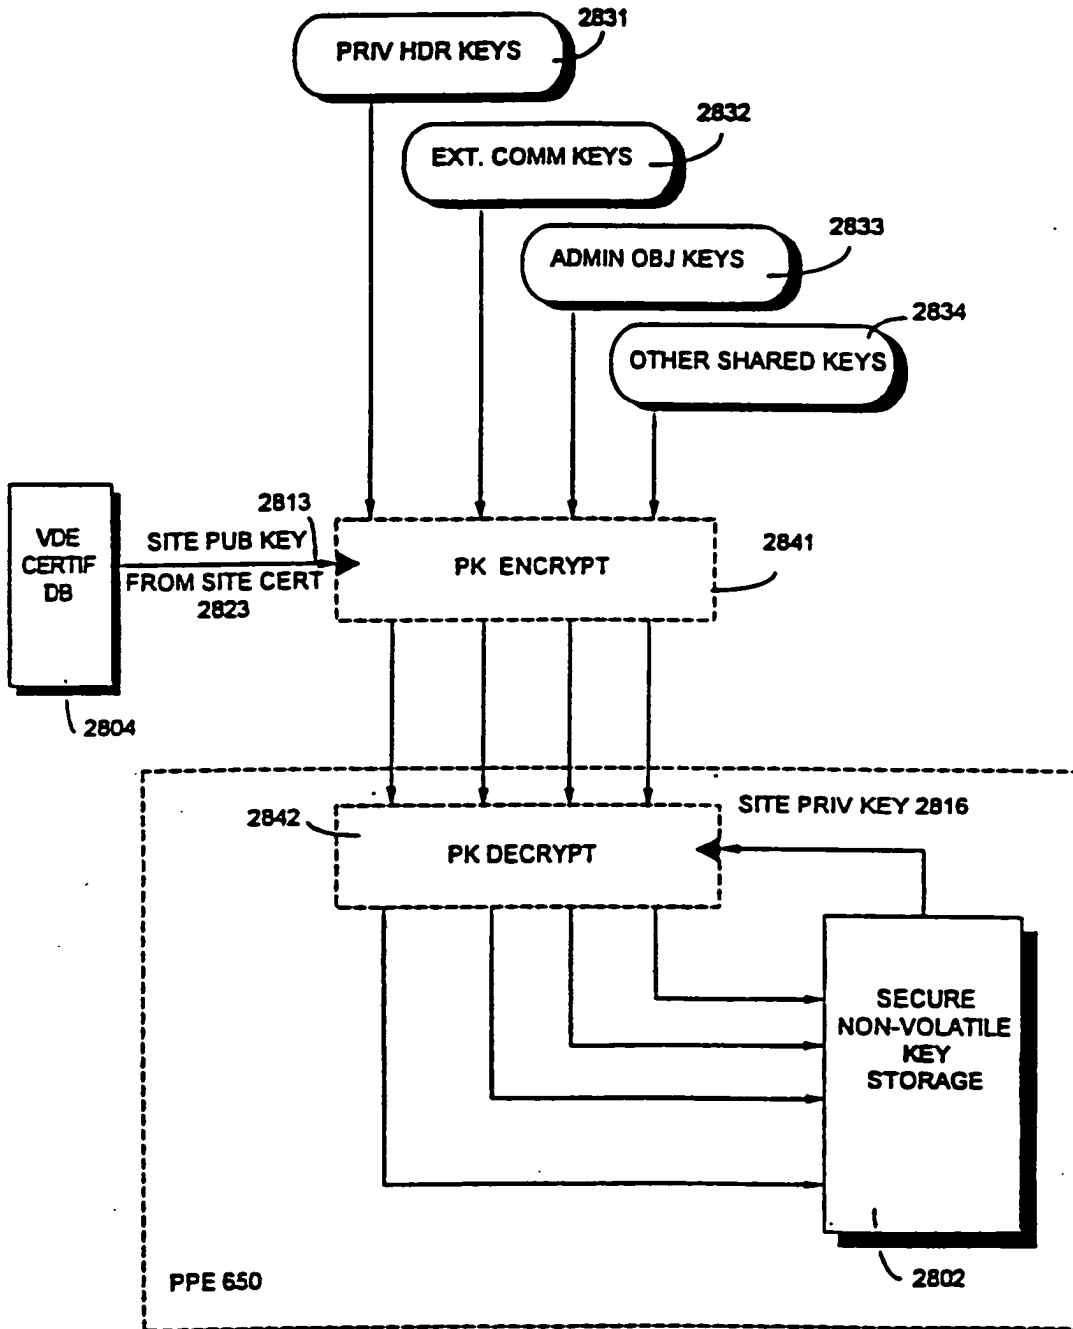 2831
PRIV HDR KEYS
2832
EXT. COMM KEYS
2833
ADMIN OBJ KEYS
2834
OTHER SHARED KEYS
2813
VDE
CERTIF
DB
SITE PUB KEY
FROM SITE CERT
2823
PK ENCRYPT
2841
2804
2842
SITE PRIV KEY 2816
PK DECRYPT
SECURE
NON-VOLATILE
KEY
STORAGE
2802
PPE 650